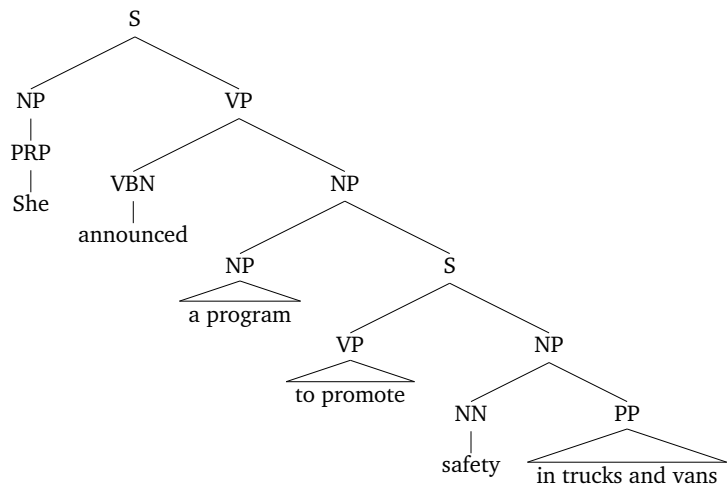 S
NP VP
PRP
VBN NP
She
announced
NP S
a program
VP NP
to promote
NN PP
safety in trucks and vans